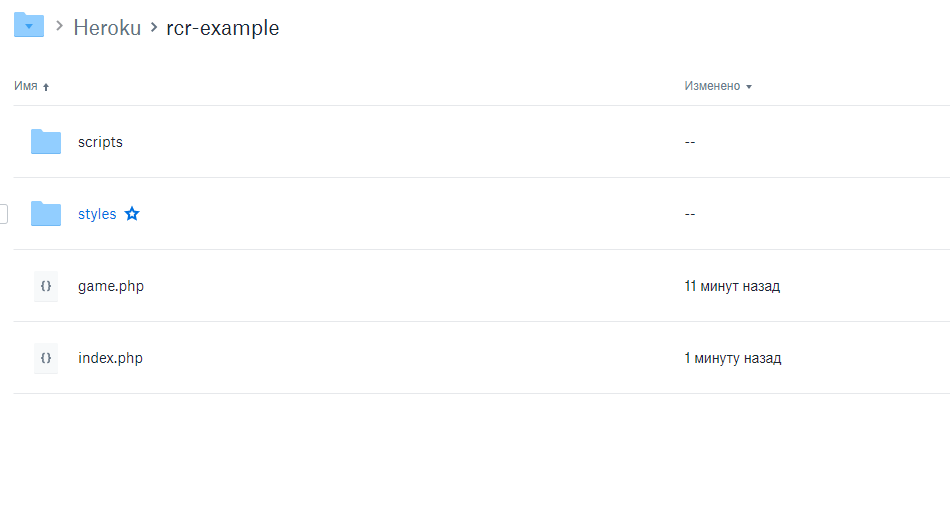 Heroku > rcr-example
Имя Изменено
scripts --
styles --
{} game.php 11 минут назад
{} index.php 1 минуту назад